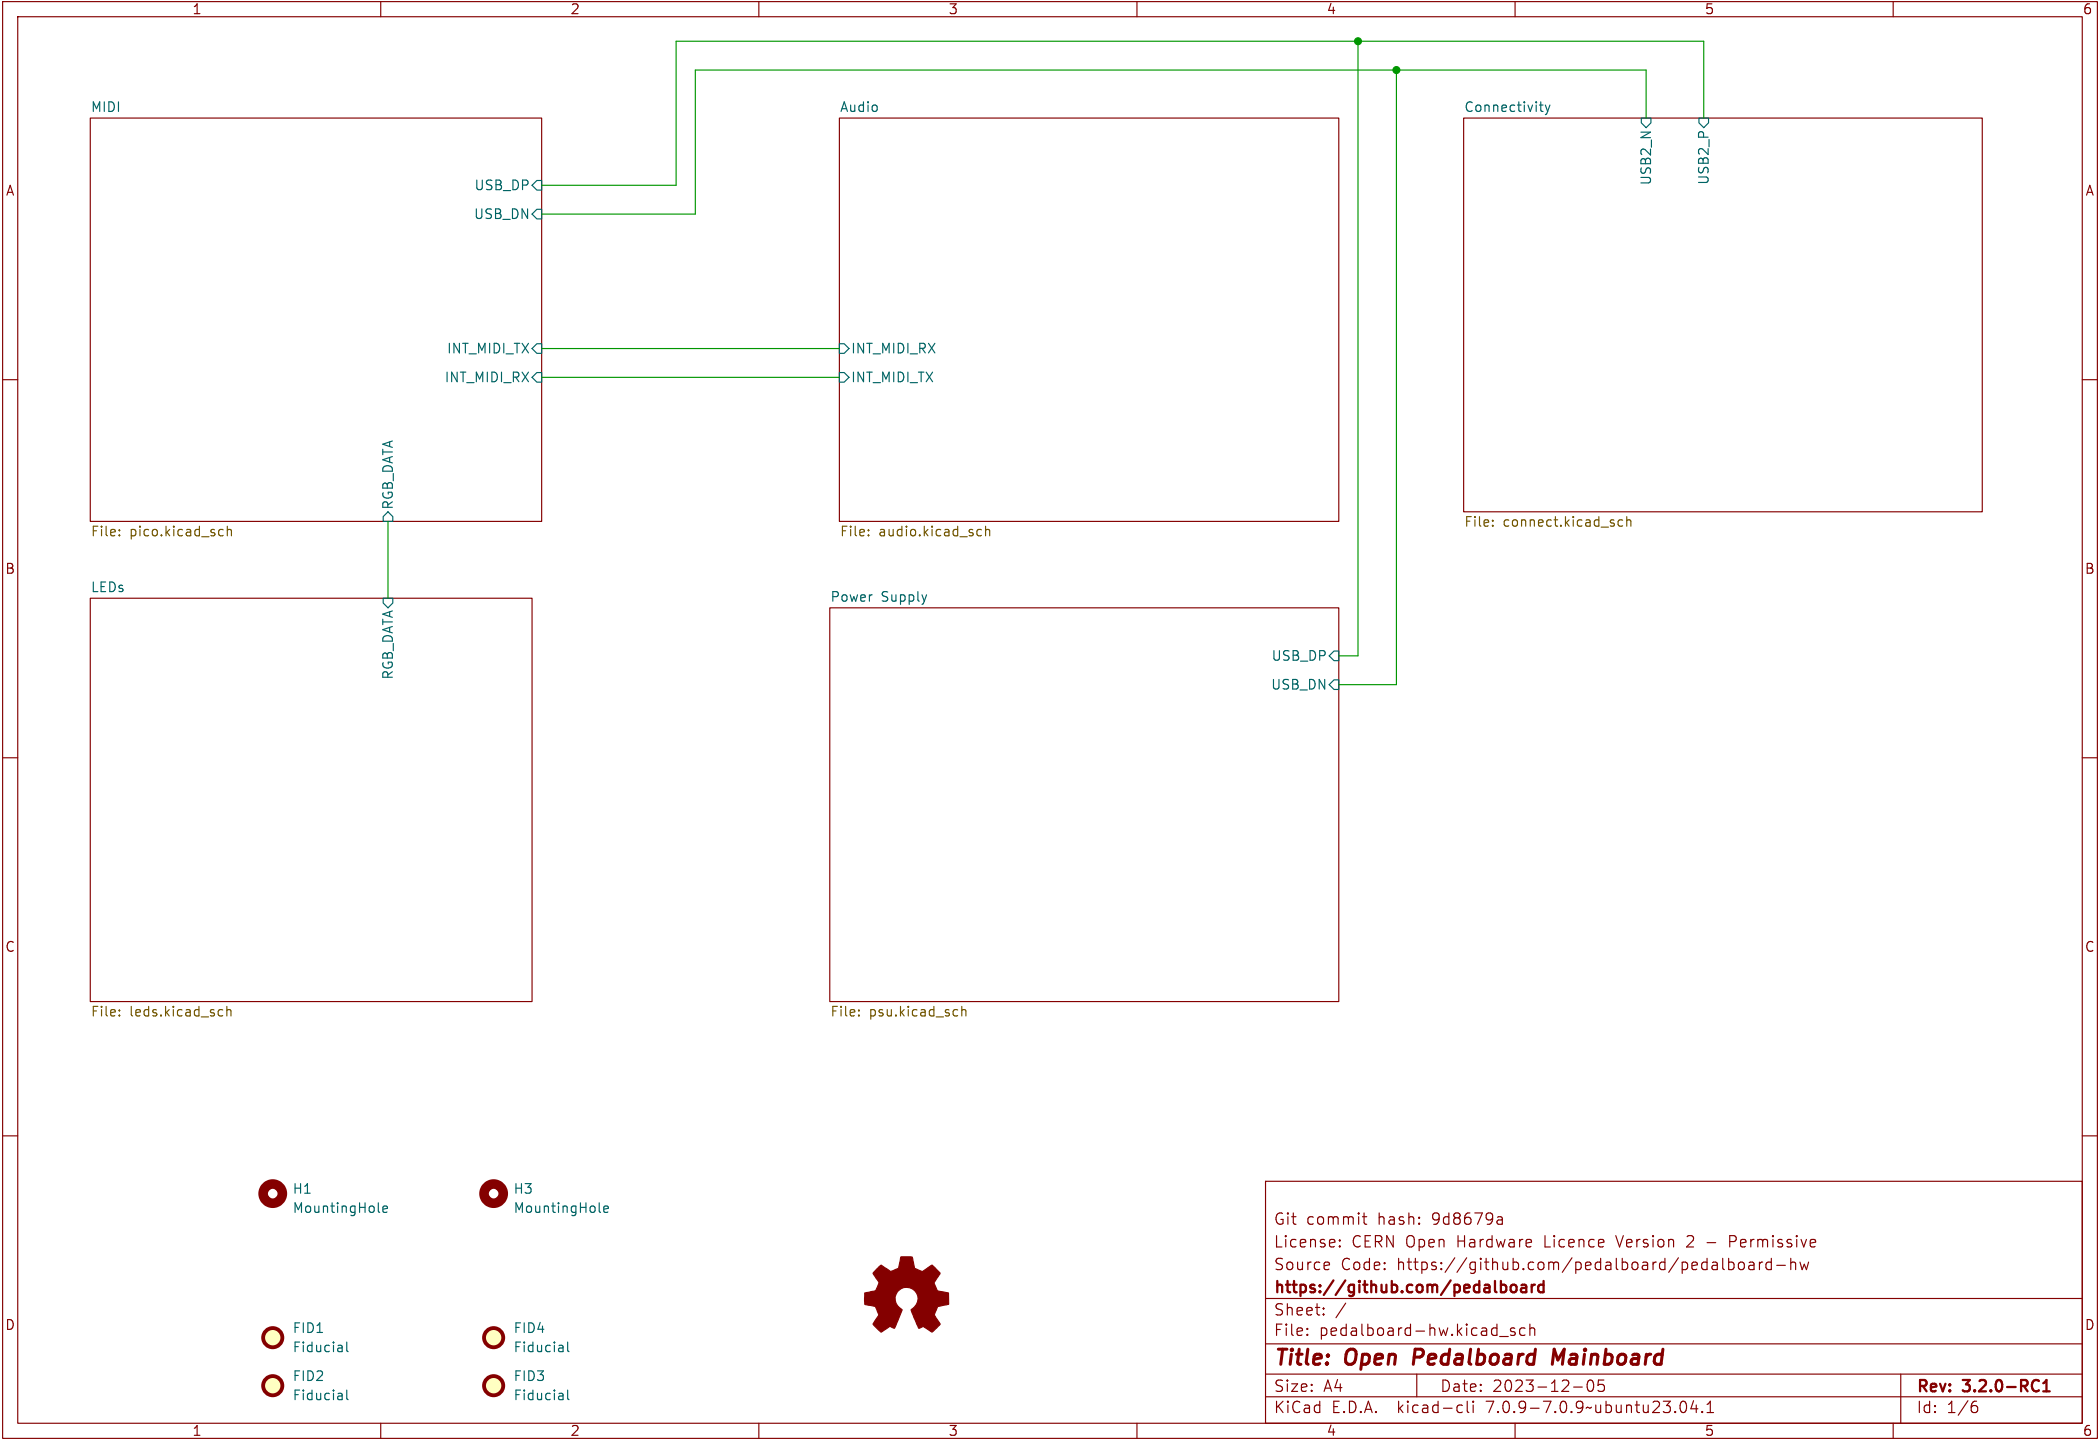 1 2 3 4 5 6
A
B
C
D
A
B
C
D
MIDI
USB_DP
USB_DN
INT_MIDI_TX
INT_MIDI_RX
RGB_DATA
File: pico.kicad_sch
Audio
INT_MIDI_RX
INT_MIDI_TX
File: audio.kicad_sch
Connectivity
USB2_N
USB2_P
File: connect.kicad_sch
LEDs
RGB_DATA
File: leds.kicad_sch
Power Supply
USB_DP
USB_DN
File: psu.kicad_sch
H1
MountingHole
H3
MountingHole
FID1
Fiducial
FID4
Fiducial
FID2
Fiducial
FID3
Fiducial
Git commit hash: 9d8679a
License: CERN Open Hardware Licence Version 2 - Permissive
Source Code: https://github.com/pedalboard/pedalboard-hw
https://github.com/pedalboard
Sheet: /
File: pedalboard-hw.kicad_sch
Title: Open Pedalboard Mainboard
Size: A4 Date: 2023-12-05 Rev: 3.2.0-RC1
KiCad E.D.A. kicad-cli 7.0.9-7.0.9~ubuntu23.04.1 Id: 1/6
1 2 3 4 5 6